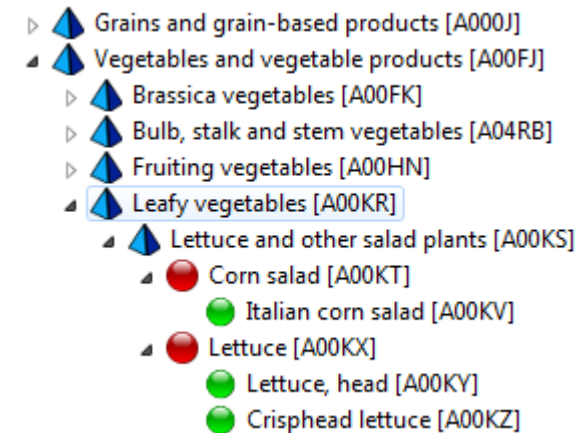 Grains and grain-based products [A000J]
Vegetables and vegetable products [A00FJ]
Brassica vegetables [A00FK]
Bulb, stalk and stem vegetables [A04RB]
Fruiting vegetables [A00HN]
Leafy vegetables [A00KR]
Lettuce and other salad plants [A00KS]
Corn salad [A00KT]
Italian corn salad [A00KV]
Lettuce [A00KX]
Lettuce, head [A00KY]
Crisphead lettuce [A00KZ]